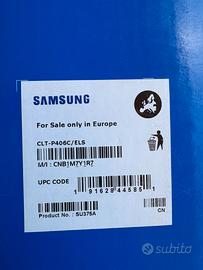 SAMSUNG
For Sale only in Europe
CLT-P406C/ELS
M/I : CNB1M7Y1R7
UPC CODE
1 91628 44586 1
Product No. : SU375A
CN
subito